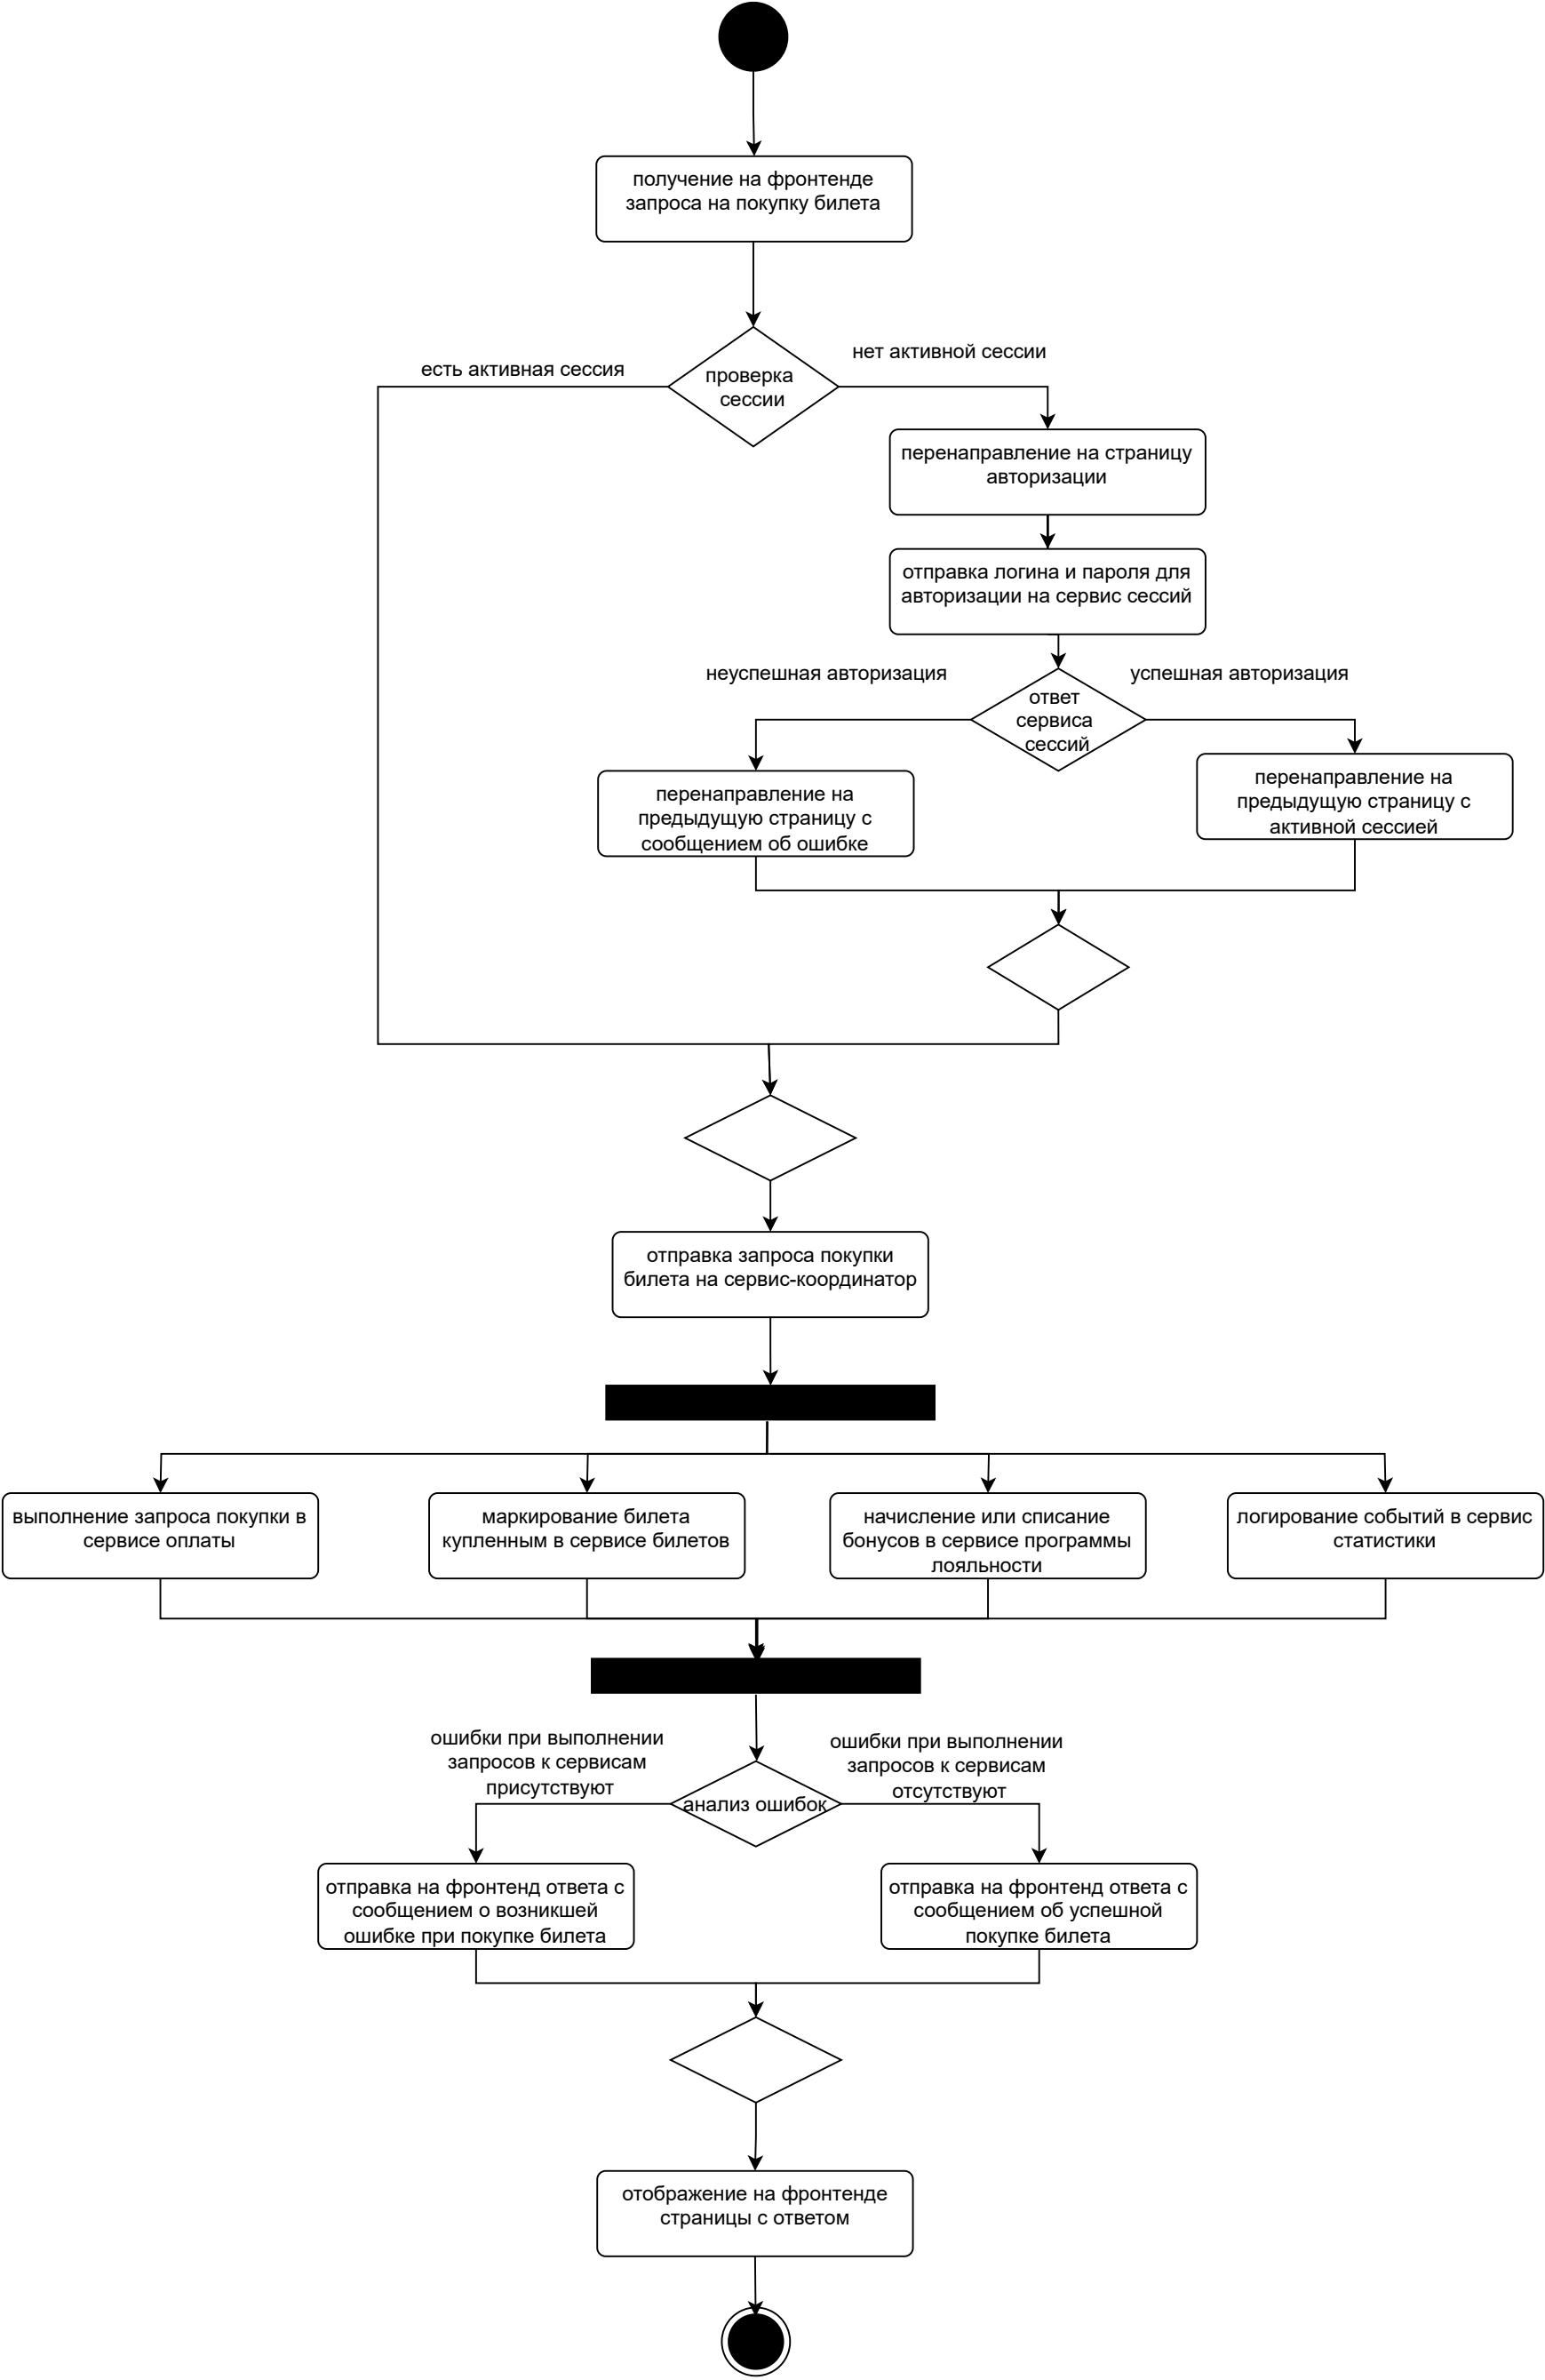 получение на фронтенде
запроса на покупку билета
есть активная сессия
нет активной сессии
проверка
сессии
перенаправление на страницу
авторизации
отправка логина и пароля для
авторизации на сервис сессий
неуспешная авторизация
успешная авторизация
ответ
сервиса
сессий
перенаправление на
предыдущую страницу с
сообщением об ошибке
перенаправление на
предыдущую страницу с
активной сессией
отправка запроса покупки
билета на сервис-координатор
выполнение запроса покупки в
сервисе оплаты
маркирование билета
купленным в сервисе билетов
начисление или списание
бонусов в сервисе программы
лояльности
логирование событий в сервис
статистики
ошибки при выполнении
запросов к сервисам
присутствуют
ошибки при выполнении
запросов к сервисам
отсутствуют
анализ ошибок
отправка на фронтенд ответа с
сообщением о возникшей
ошибке при покупке билета
отправка на фронтенд ответа с
сообщением об успешной
покупке билета
отображение на фронтенде
страницы с ответом